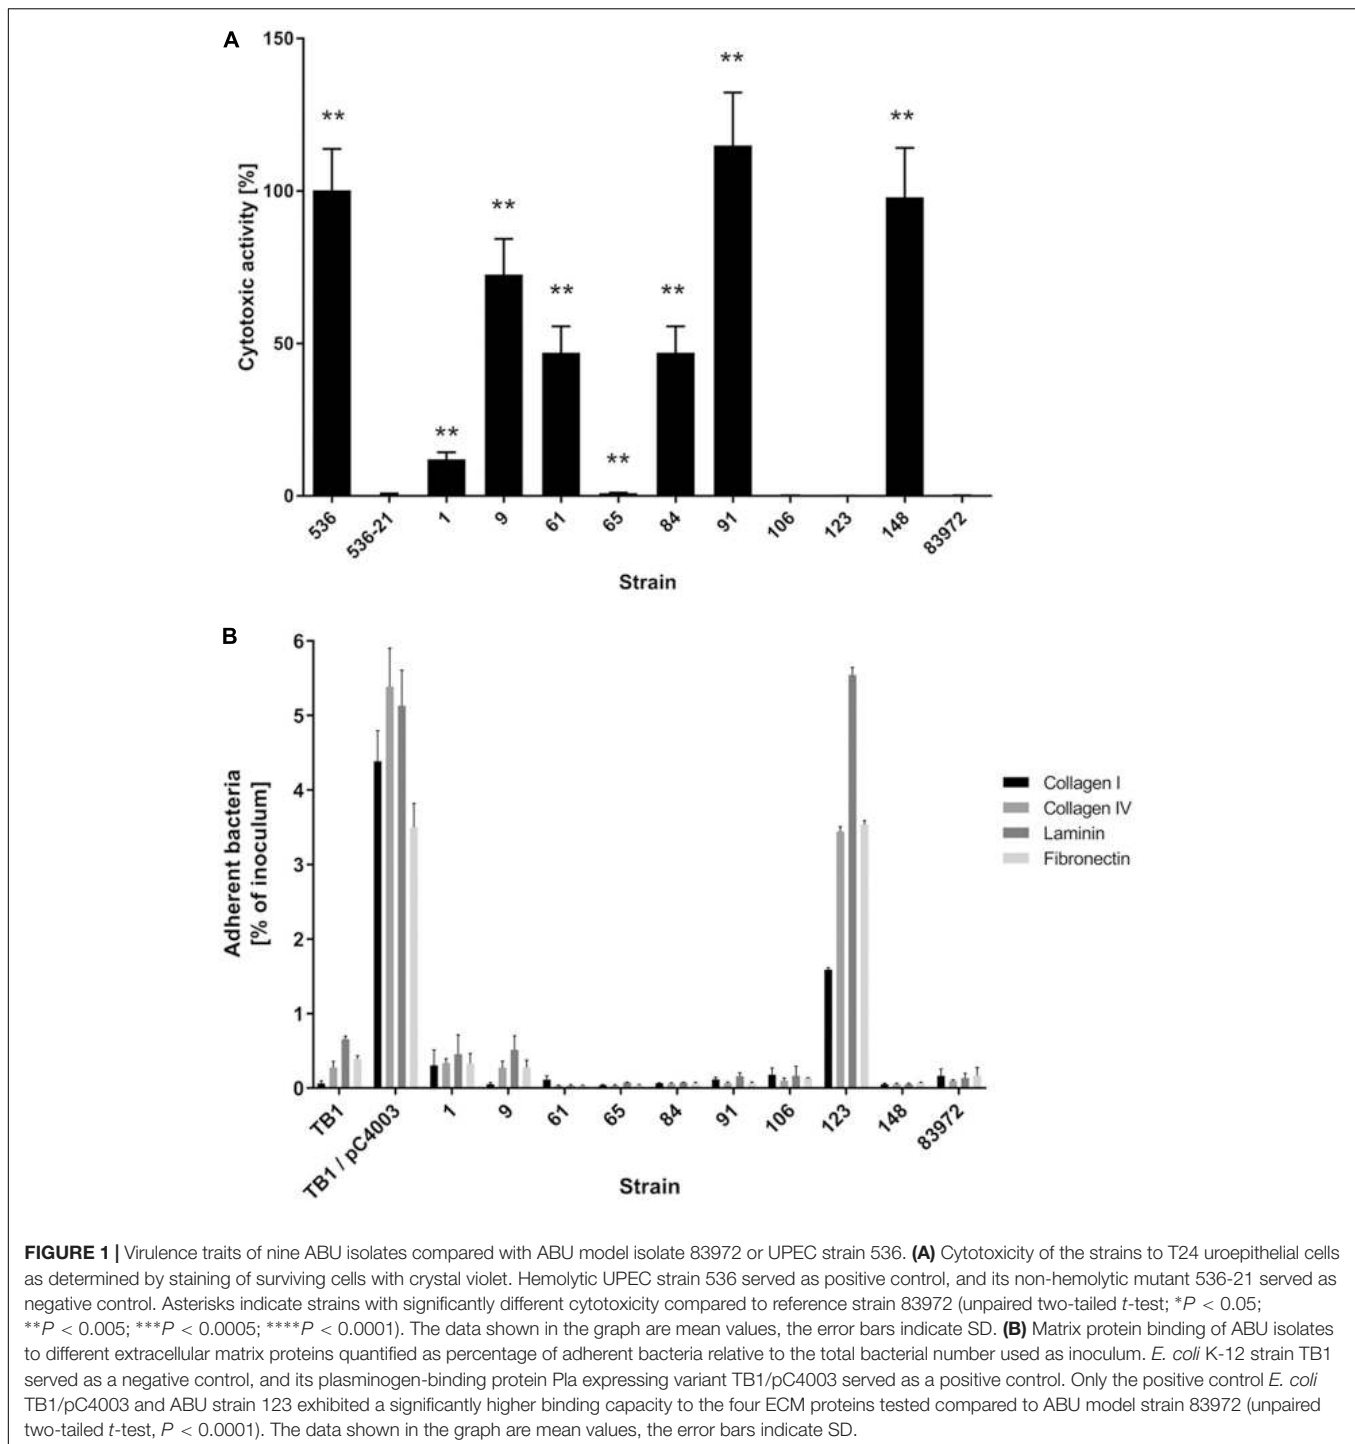 A
150
100
50
0
Cytotoxic activity [%]
** ** ** ** ** ** ** **
536 536-21 1 9 61 65 84 91 106 123 148 83972
Strain
B
6
5
4
3
2
1
0
Adherent bacteria
[% of inoculum]
Collagen I
Collagen IV
Laminin
Fibronectin
TB1 TB1 / pC4003 1 9 61 65 84 91 106 123 148 83972
Strain
FIGURE 1 | Virulence traits of nine ABU isolates compared with ABU model isolate 83972 or UPEC strain 536. (A) Cytotoxicity of the strains to T24 uroepithelial cells
as determined by staining of surviving cells with crystal violet. Hemolytic UPEC strain 536 served as positive control, and its non-hemolytic mutant 536-21 served as
negative control. Asterisks indicate strains with significantly different cytotoxicity compared to reference strain 83972 (unpaired two-tailed t-test; *P < 0.05;
**P < 0.005; ***P < 0.0005; ****P < 0.0001). The data shown in the graph are mean values, the error bars indicate SD. (B) Matrix protein binding of ABU isolates
to different extracellular matrix proteins quantified as percentage of adherent bacteria relative to the total bacterial number used as inoculum. E. coli K-12 strain TB1
served as a negative control, and its plasminogen-binding protein Pla expressing variant TB1/pC4003 served as a positive control. Only the positive control E. coli
TB1/pC4003 and ABU strain 123 exhibited a significantly higher binding capacity to the four ECM proteins tested compared to ABU model strain 83972 (unpaired
two-tailed t-test, P < 0.0001). The data shown in the graph are mean values, the error bars indicate SD.